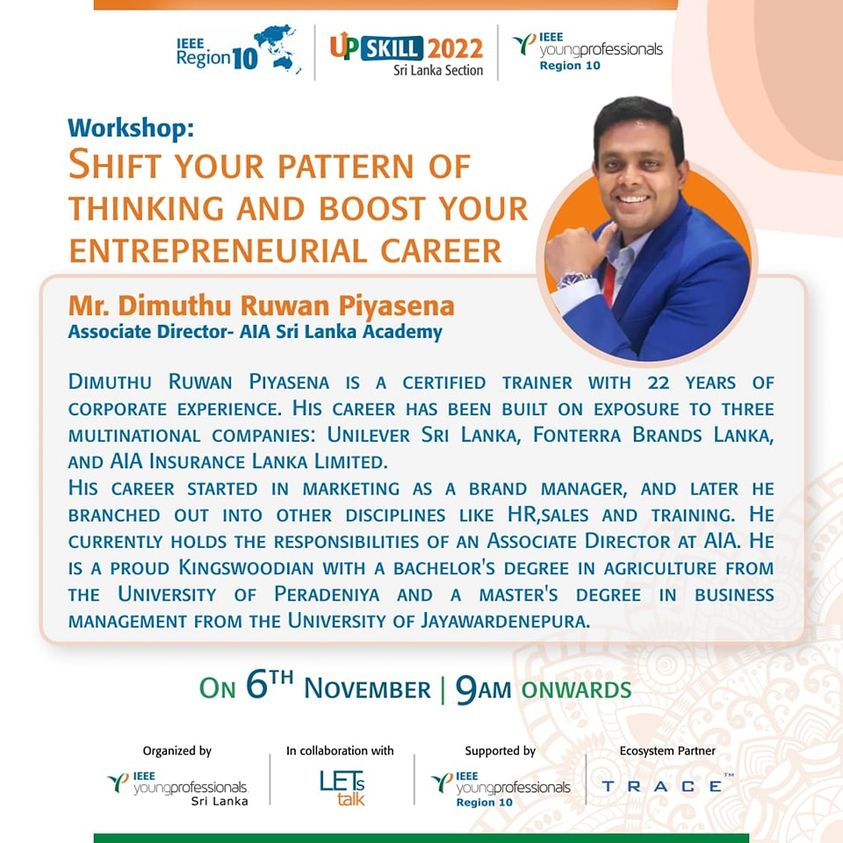 IEEE
Region 10
UPSKILL 2022
Sri Lanka Section
IEEE
youngprofessionals
Region 10
Workshop:
SHIFT YOUR PATTERN OF
THINKING AND BOOST YOUR
ENTREPRENEURIAL CAREER
Mr. Dimuthu Ruwan Piyasena
Associate Director- AIA Sri Lanka Academy
DIMUTHU RUWAN PIYASENA IS A CERTIFIED TRAINER WITH 22 YEARS OF
CORPORATE EXPERIENCE. HIS CAREER HAS BEEN BUILT ON EXPOSURE TO THREE
MULTINATIONAL COMPANIES: UNILEVER SRI LANKA, FONTERRA BRANDS LANKA,
AND AIA INSURANCE LANKA LIMITED.
HIS CAREER STARTED IN MARKETING AS A BRAND MANAGER, AND LATER HE
BRANCHED OUT INTO OTHER DISCIPLINES LIKE HR,SALES AND TRAINING. HE
CURRENTLY HOLDS THE RESPONSIBILITIES OF AN ASSOCIATE DIRECTOR AT AIA. HE
IS A PROUD KINGSWOODIAN WITH A BACHELOR'S DEGREE IN AGRICULTURE FROM
THE UNIVERSITY OF PERADENIYA AND A MASTER'S DEGREE IN BUSINESS
MANAGEMENT FROM THE UNIVERSITY OF JAYAWARDENEPURA.
ON 6TH NOVEMBER | 9AM ONWARDS
Organized by
IEEE
youngprofessionals
Sri Lanka
In collaboration with
LETs
talk
Supported by
IEEE
youngprofessionals
Region 10
Ecosystem Partner
TRACE™